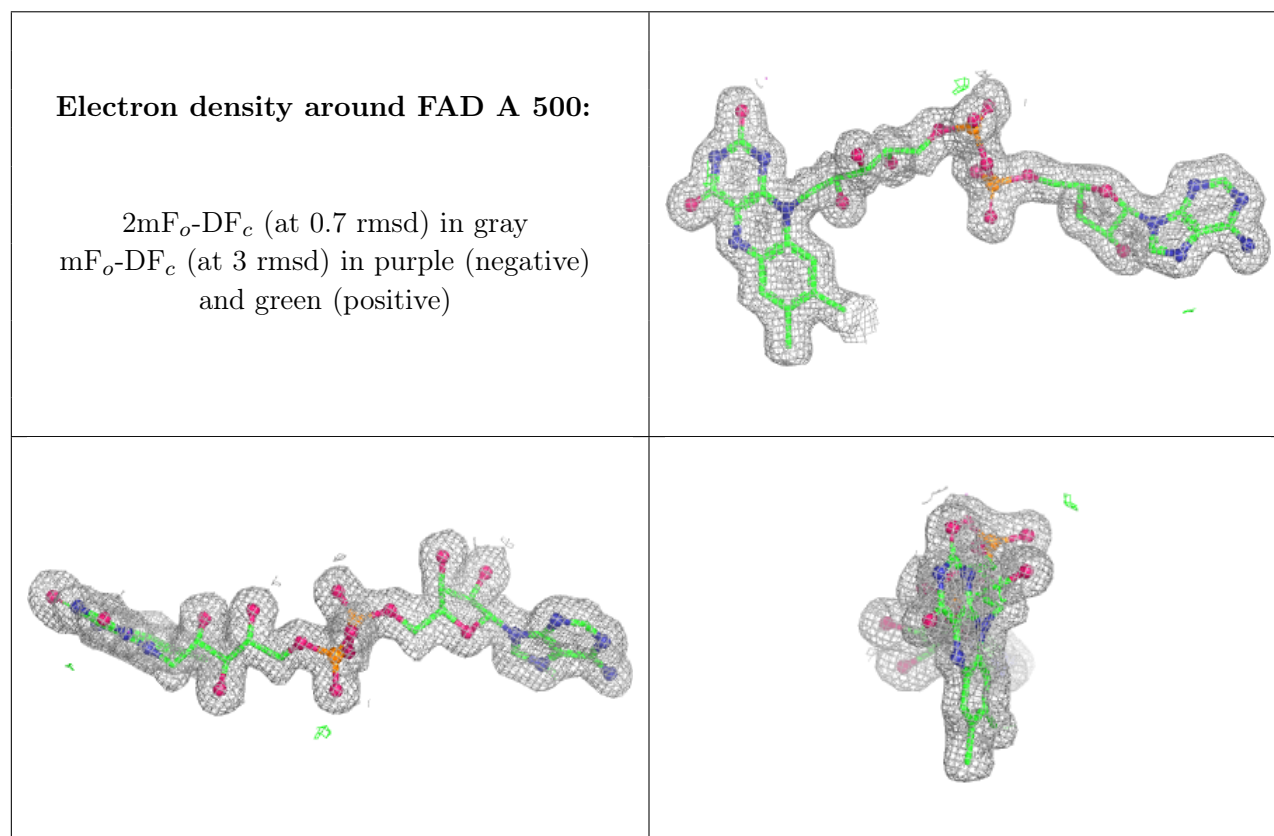 Electron density around FAD A 500:
2mFo-DFc (at 0.7 rmsd) in gray
mFo-DFc (at 3 rmsd) in purple (negative)
and green (positive)